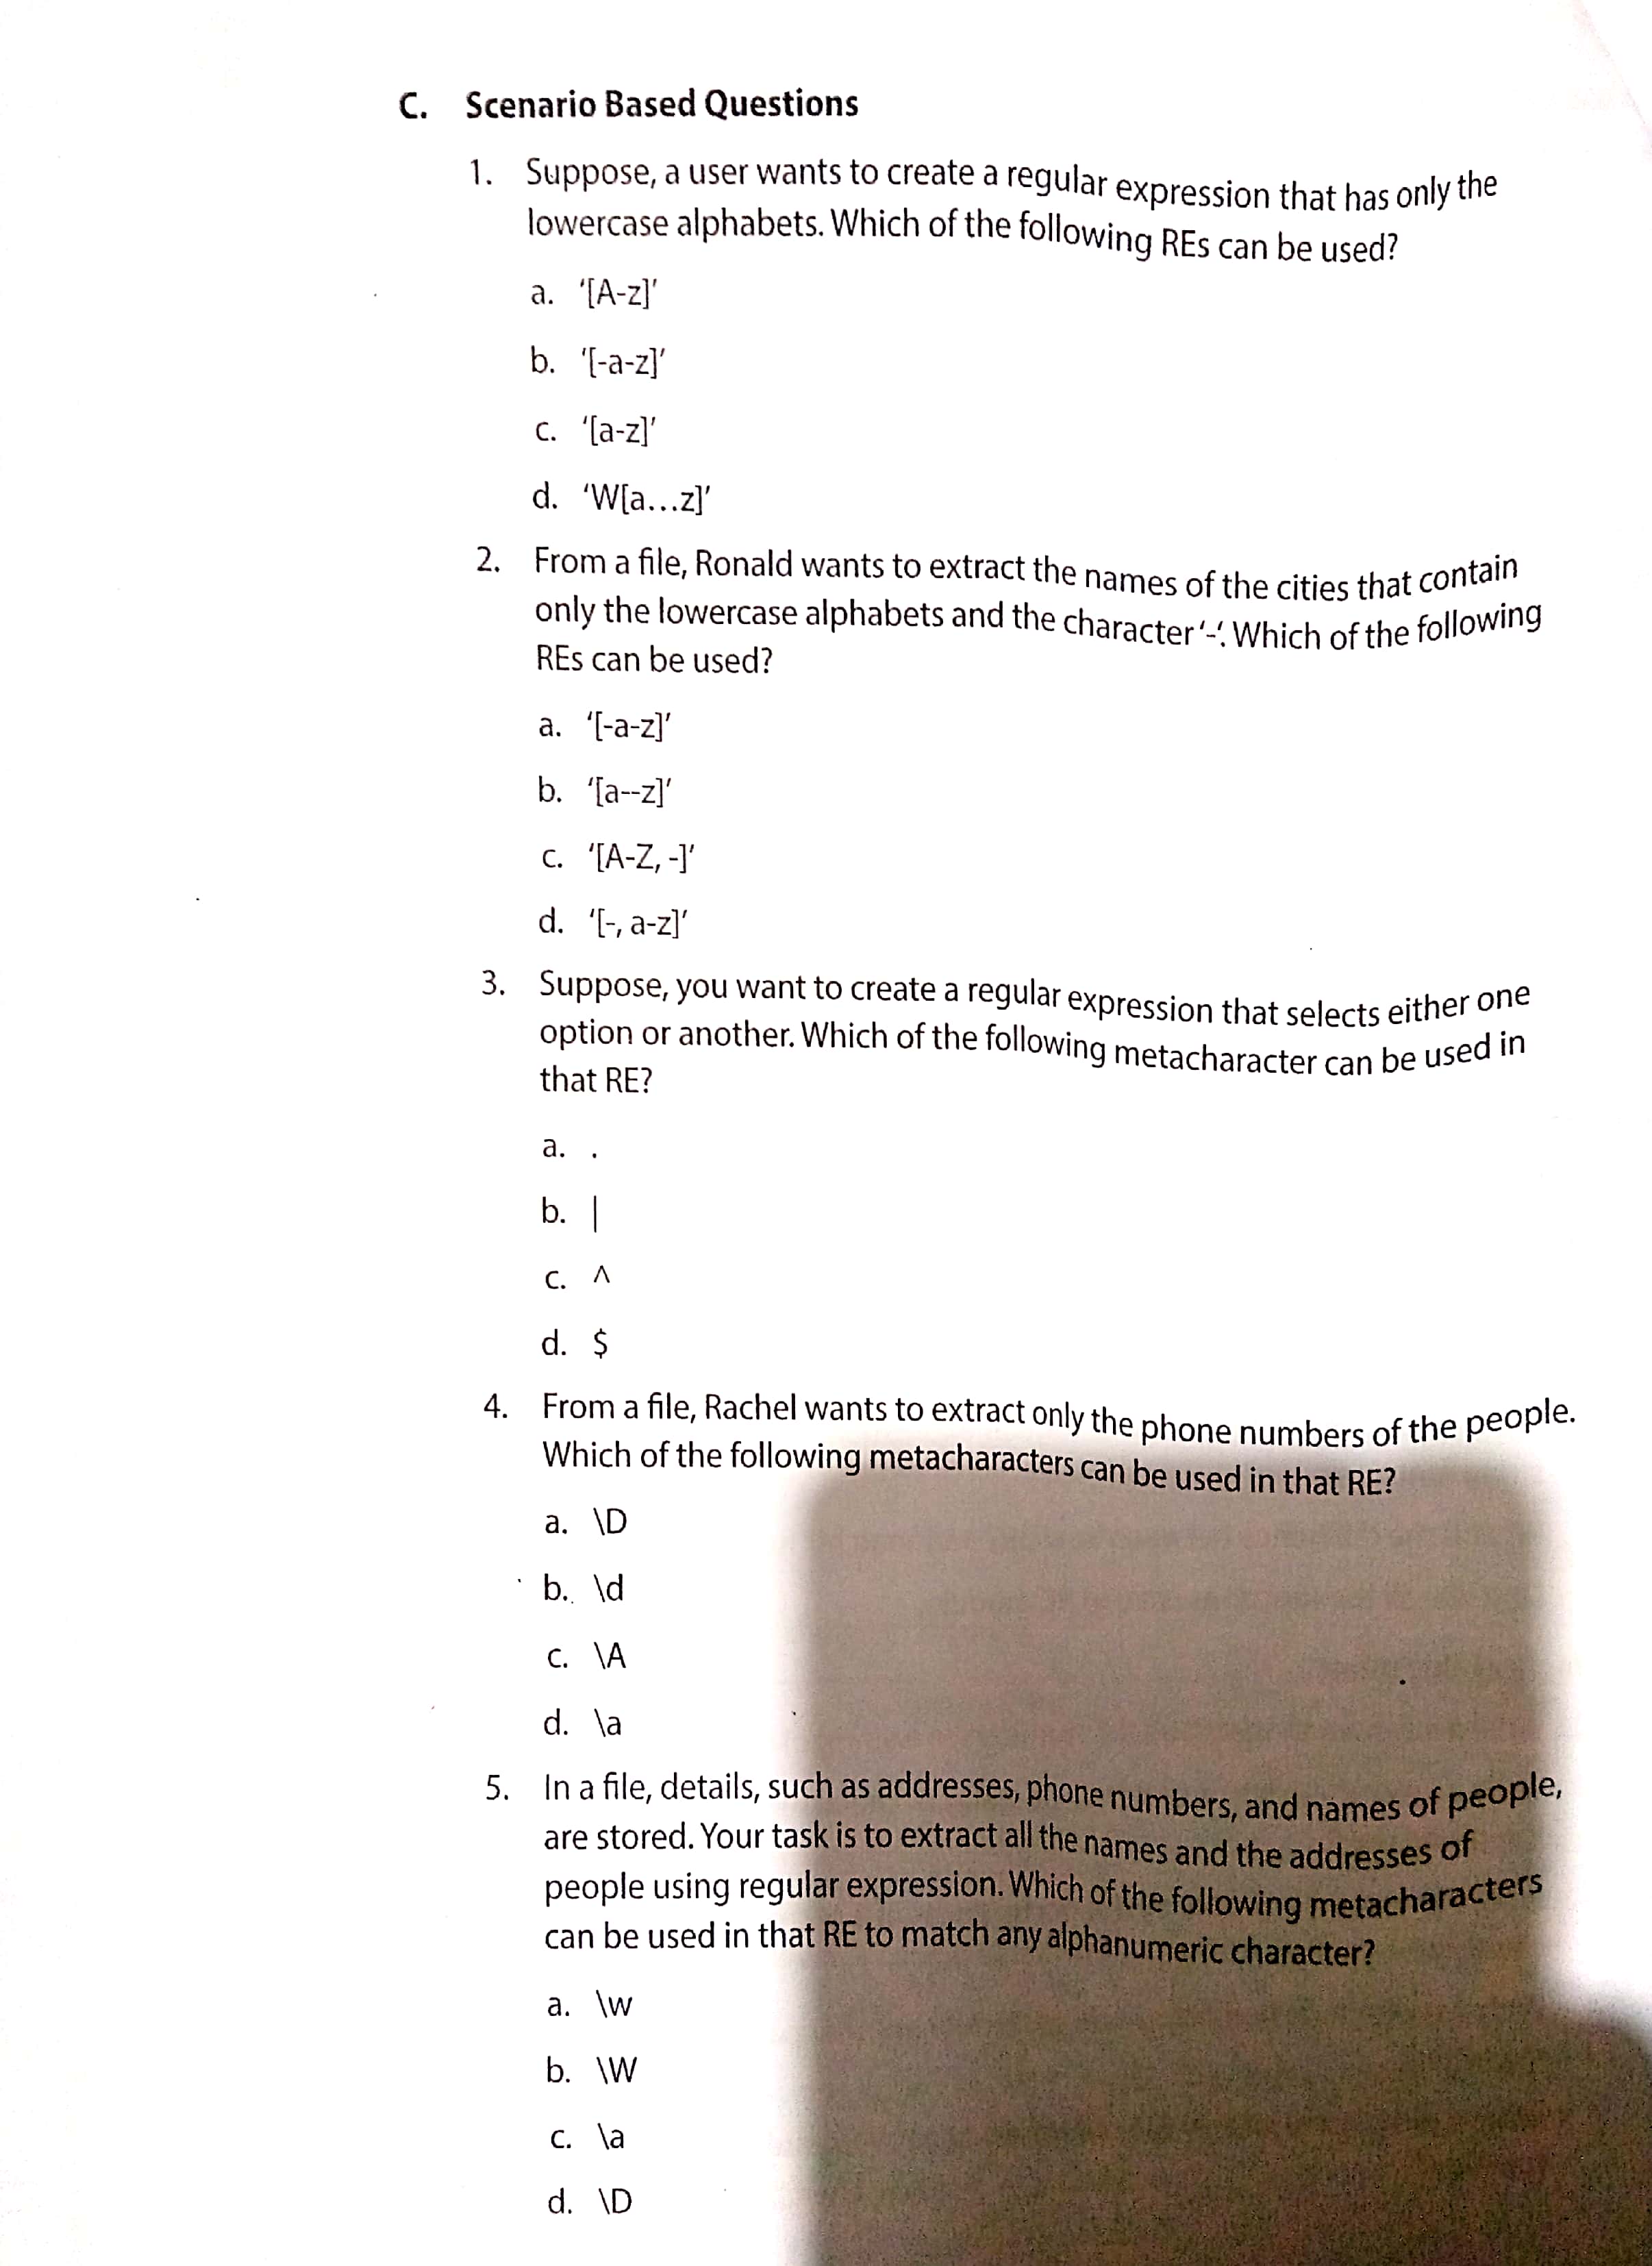 C. Scenario Based Questions
1. Suppose, a user wants to create a regular expression that has only the
lowercase alphabets. Which of the following REs can be used?
a. ‘[A-z]’
b. ‘[-a-z]’
c. ‘[a-z]’
d. ‘W[a...z]’
2. From a file, Ronald wants to extract the names of the cities that contain
only the lowercase alphabets and the character ‘-‘. Which of the following
REs can be used?
a. ‘[-a-z]’
b. ‘[a--z]’
c. ‘[A-Z, -]’
d. ‘[-, a-z]’
3. Suppose, you want to create a regular expression that selects either one
option or another. Which of the following metacharacter can be used in
that RE?
a. .
b. |
c. ^
d. $
4. From a file, Rachel wants to extract only the phone numbers of the people.
Which of the following metacharacters can be used in that RE?
a. \D
b. \d
c. \A
d. \a
5. In a file, details, such as addresses, phone numbers, and names of people,
are stored. Your task is to extract all the names and the addresses of
people using regular expression. Which of the following metacharacters
can be used in that RE to match any alphanumeric character?
a. \w
b. \W
c. \a
d. \D